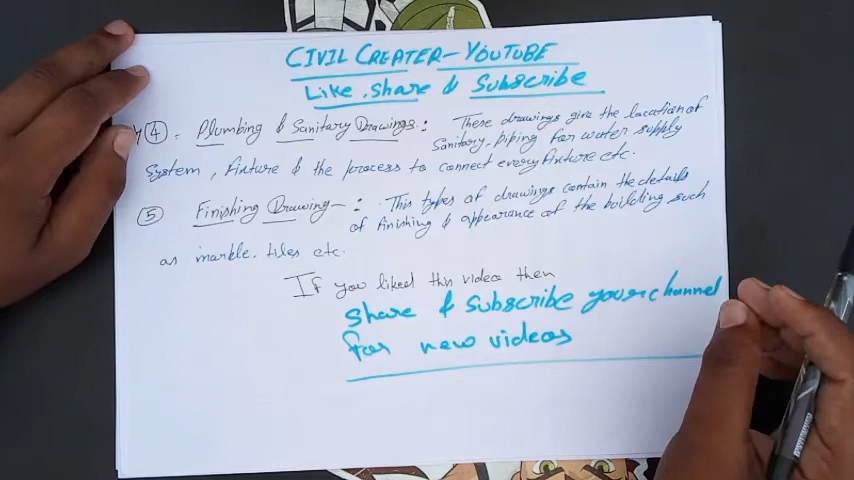 CIVIL CREATER - YOUTUBE
Like, Share & Subscribe
④ . Plumbing & Sanitary Drawings : These drawings give the location of
Sanitary, piping for water supply
system , fixture & the process to connect every fixture etc.
⑤ Finishing Drawing - : . This types of drawings contain the details
of finishing & appearance of the building such
as marble. tiles etc.
If you liked this video then
Share & Subscribe your channel
for new videos